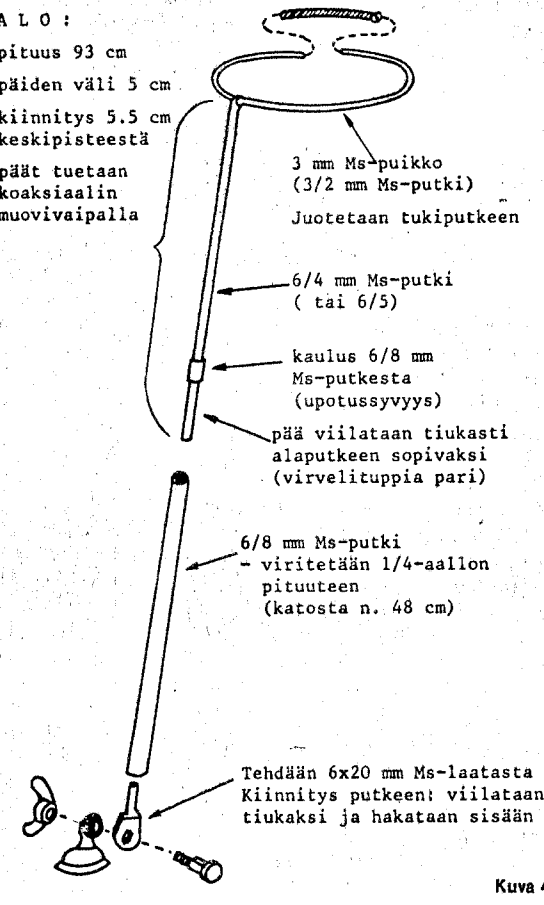 A L O :
pituus 93 cm
päiden väli 5 cm
kiinnitys 5.5 cm
keskipisteestä
päät tuetaan
koaksiaalin
muovivaipalla
3 mm Ms-puikko
(3/2 mm Ms-putki)
Juotetaan tukiputkeen
6/4 mm Ms-putki
( tai 6/5)
kaulus 6/8 mm
Ms-putkesta
(upotussyvyys)
pää viilataan tiukasti
alaputkeen sopivaksi
(virvelituppia pari)
6/8 mm Ms-putki
- viritetään 1/4-aallon
pituuteen
(katosta n. 48 cm)
Tehdään 6x20 mm Ms-laatasta
Kiinnitys putkeen: viilataan
tiukaksi ja hakataan sisään
Kuva 4